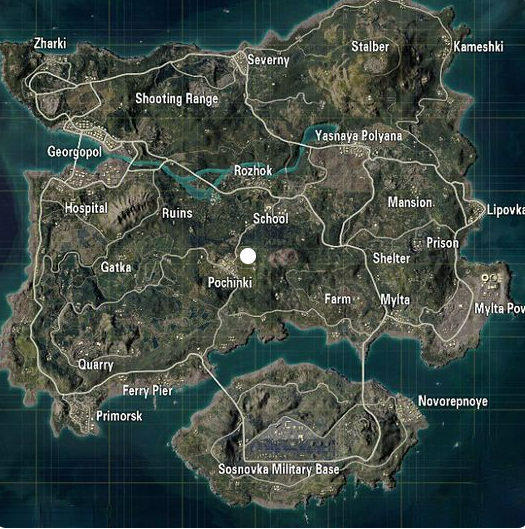 Zharki
Severny
Stalber
Kameshki
Shooting Range
Georgopol
Yasnaya Polyana
Rozhok
Hospital
Ruins
School
Mansion
Lipovka
Gatka
Pochinki
Shelter
Prison
Farm
Mylta
Mylta Pow
Quarry
Ferry Pier
Primorsk
Novorepnoye
Sosnovka Military Base